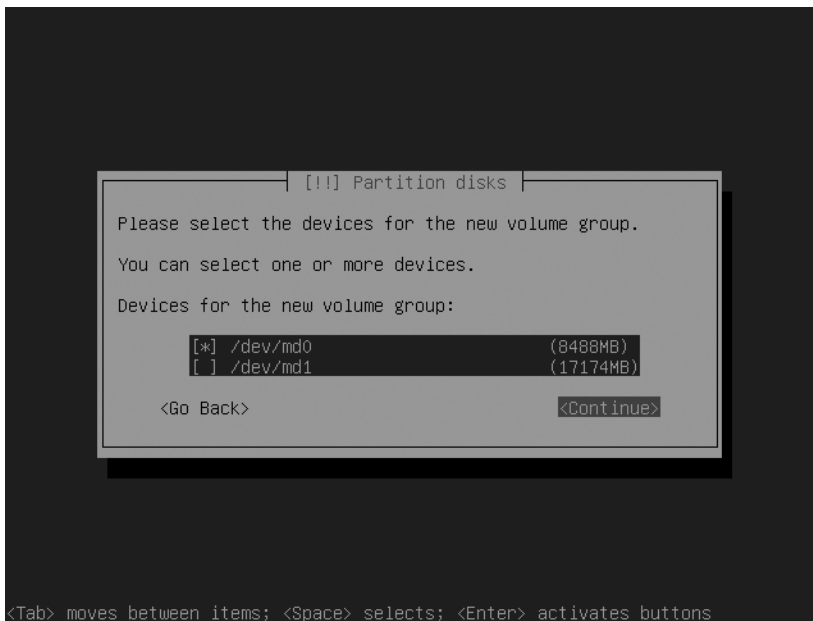 [!!] Partition disks
Please select the devices for the new volume group.
You can select one or more devices.
Devices for the new volume group:
[*] /dev/md0 (8488MB)
[ ] /dev/md1 (17174MB)
<Go Back> <Continue>
<Tab> moves between items; <Space> selects; <Enter> activates buttons